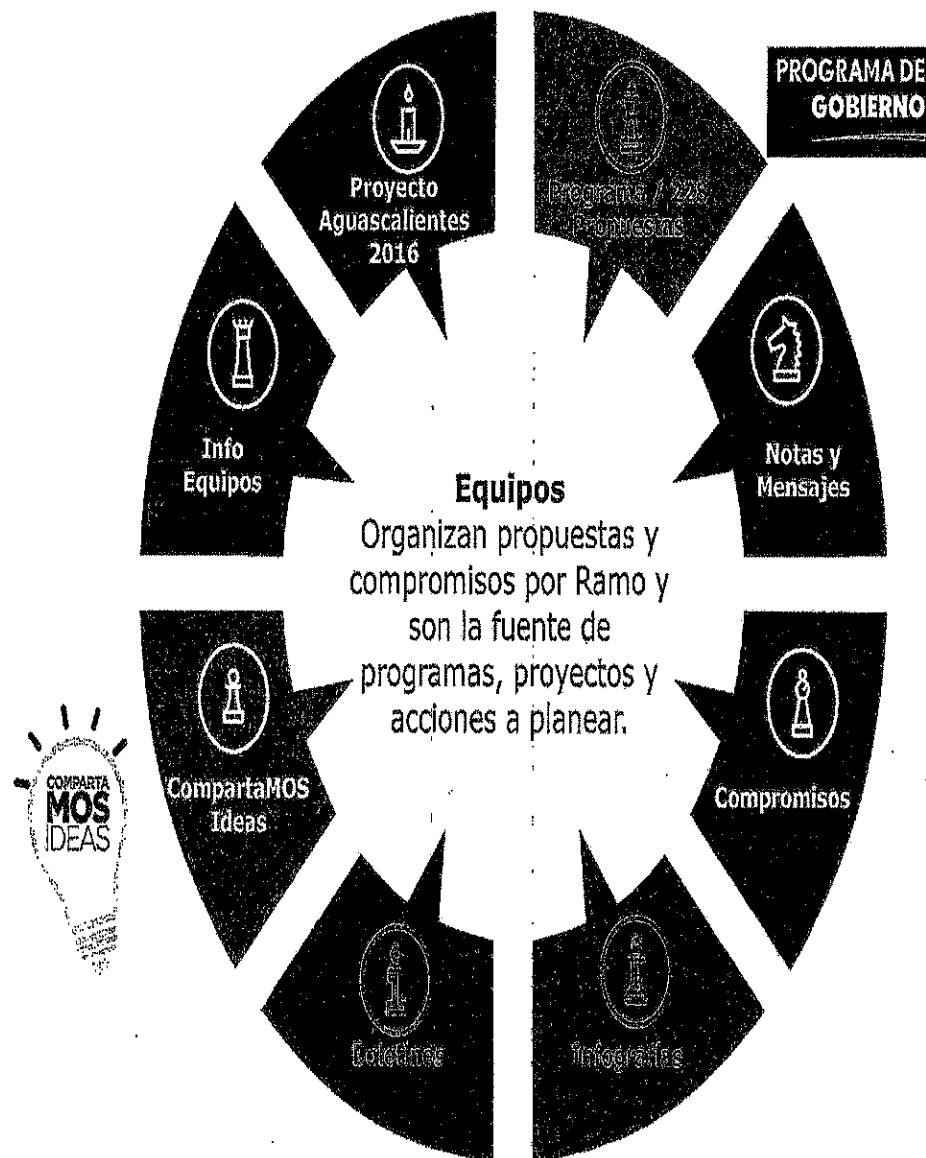 PROGRAMA DE
GOBIERNO
Proyecto
Aguascalientes
2016
Programa / 225
Propuestas
Info
Equipos
Notas y
Mensajes
Equipos
Organizan propuestas y
compromisos por Ramo y
son la fuente de
programas, proyectos y
acciones a planear.
CompartaMOS
Ideas
Compromisos
COMPARTA
MOS
IDEAS
Boletines
Infografías